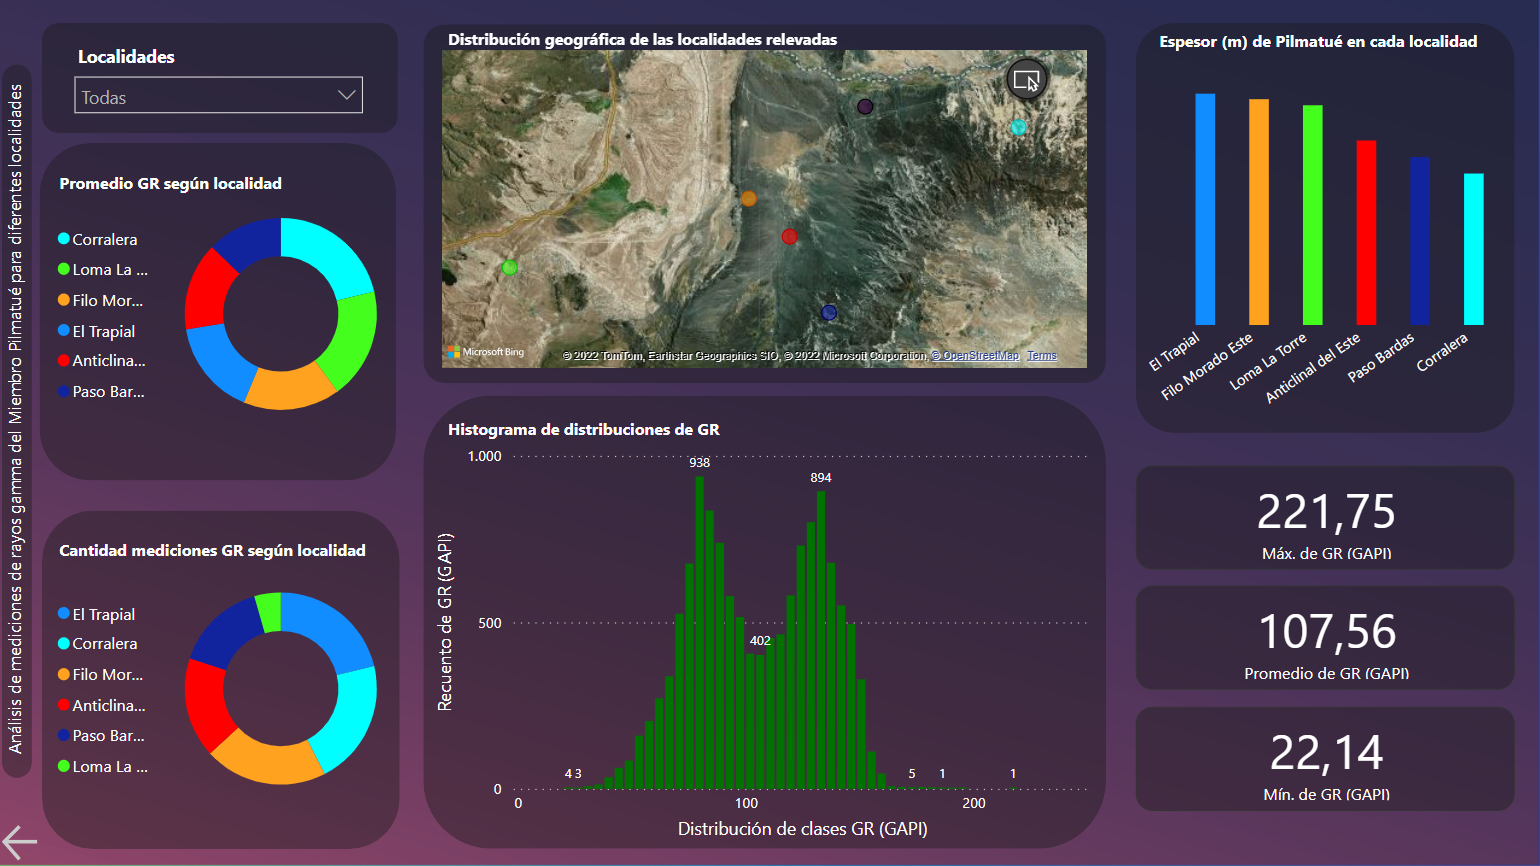 Análisis de mediciones de rayos gamma del Miembro Pilmatué para diferentes localidades
Localidades
Todas
Promedio GR según localidad
Corralera
Loma La ...
Filo Mor...
El Trapial
Anticlina...
Paso Bar...
Cantidad mediciones GR según localidad
El Trapial
Corralera
Filo Mor...
Anticlina...
Paso Bar...
Loma La ...
Distribución geográfica de las localidades relevadas
Microsoft Bing
© 2022 TomTom, Earthstar Geographics SIO, © 2022 Microsoft Corporation, © OpenStreetMap Terms
Histograma de distribuciones de GR
Recuento de GR (GAPI)
1.000
500
0
938
894
402
4 3
5
1
1
0
100
200
Distribución de clases GR (GAPI)
Espesor (m) de Pilmatué en cada localidad
El Trapial
Filo Morado Este
Loma La Torre
Anticlinal del Este
Paso Bardas
Corralera
221,75
Máx. de GR (GAPI)
107,56
Promedio de GR (GAPI)
22,14
Mín. de GR (GAPI)